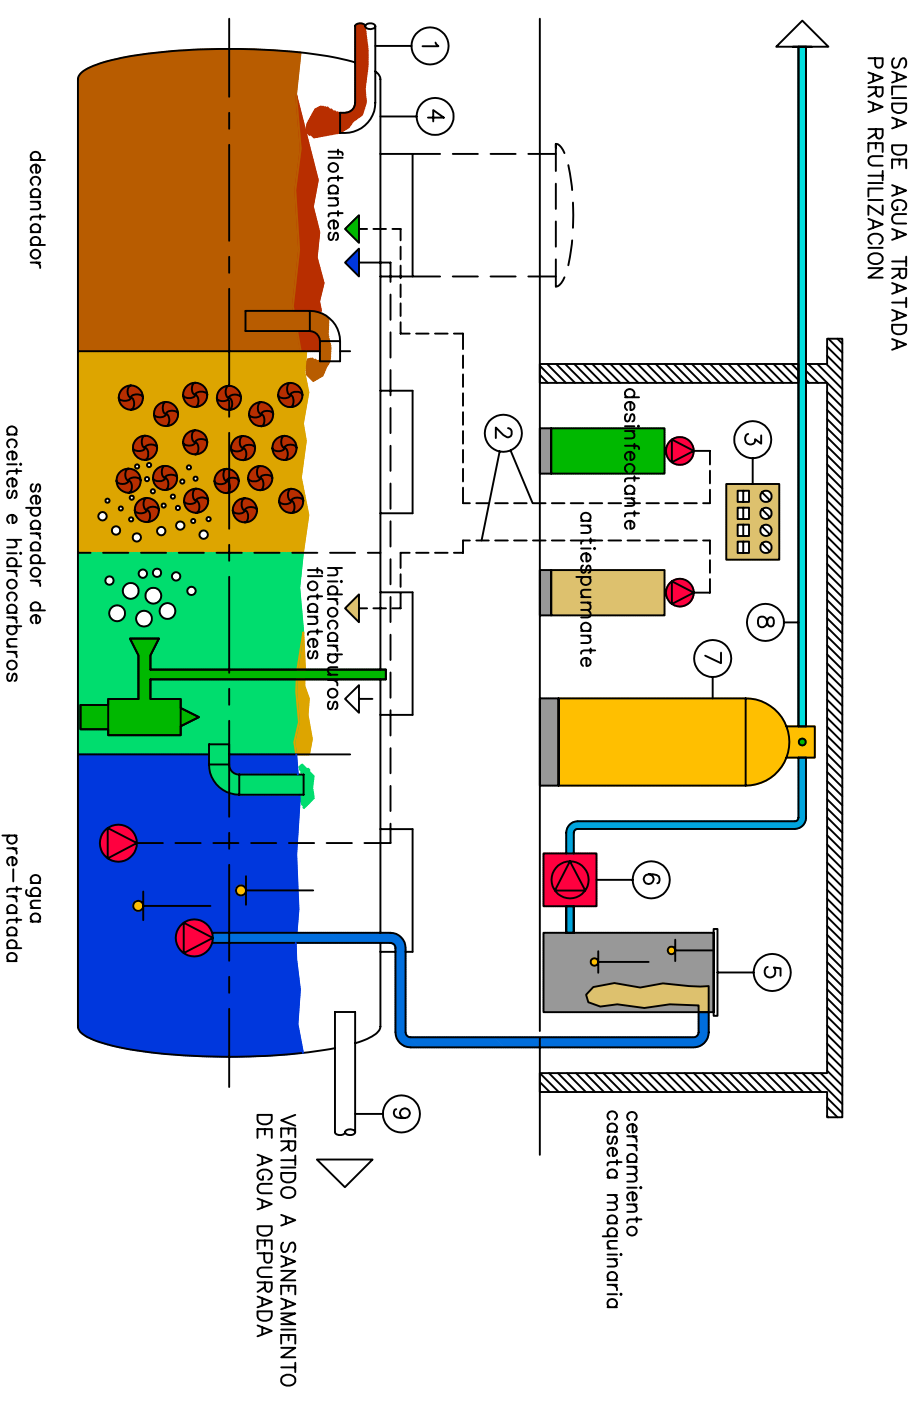 SALIDA DE AGUA TRATADA
PARA REUTILIZACION
3
8
7
6
5
desinfectante
antiespumante
cerramiento
caseta maquinaria
2
1
4
9
flotantes
hidrocarburos
flotantes
VERTIDO A SANEAMIENTO
DE AGUA DEPURADA
decantador
separador de
aceites e hidrocarburos
agua
pre-tratada